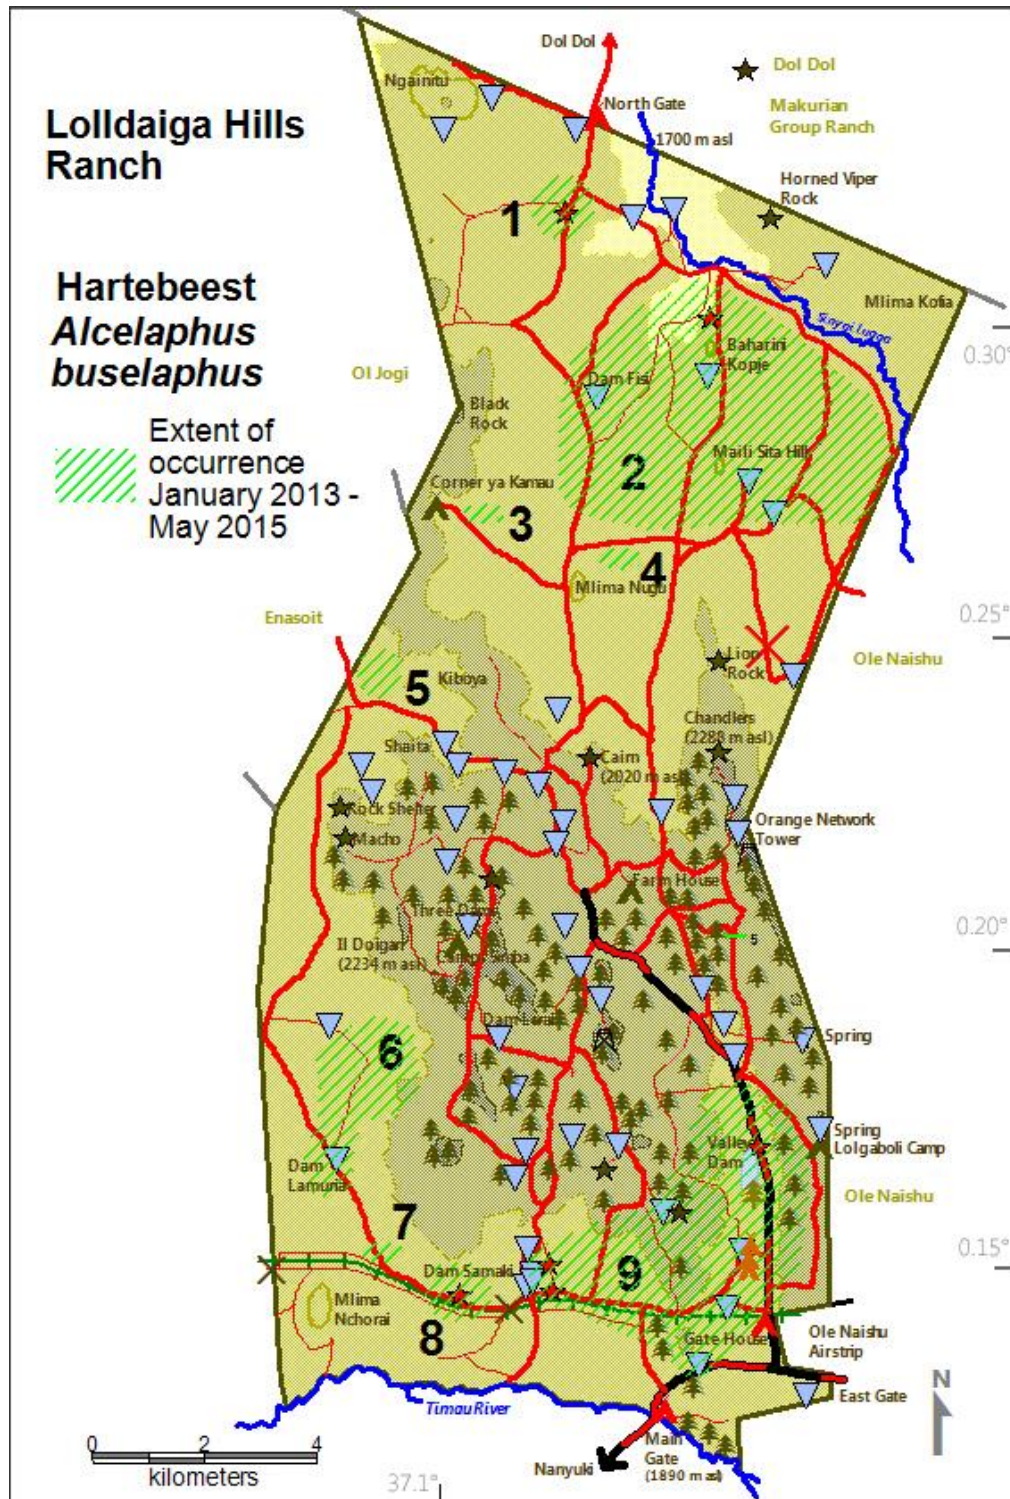 Dol Dol
Dol Dol
Ngainitu
North Gate
Makurian
Group Ranch
Lolldaiga Hills
Ranch
1700 m asl
Horned Viper
Rock
1
Hartebeest
Alcelaphus
buselaphus
Mlima Kofia
Sinyai Lugga
0.30°
Baharini
Kopje
Ol Jogi
Dam Fisi
Black
Rock
Extent of
occurrence
January 2013 -
May 2015
Maili Sita Hill
2
Corner ya Kamau
3
4
Mlima Nugu
Enasoit
0.25°
Lion
Rock
Ole Naishu
5
Kiboya
Chandlers
(2288 m asl)
Shaita
Cairn
(2020 m asl)
Rock Shelter
Orange Network
Tower
Macho
Farm House
Three Dams
0.20°
5
Il Doigan
(2234 m asl)
Camp Simba
Spring
6
Spring
Lolgaboli Camp
Valley
Dam
Dam
Lamuria
Ole Naishu
7
0.15°
9
Dam Samaki
Mlima
Nchorai
8
Gate House
Ole Naishu
Airstrip
N
East Gate
Timau River
0
2
4
kilometers
Main
Gate
(1890 m asl)
Nanyuki
37.1°